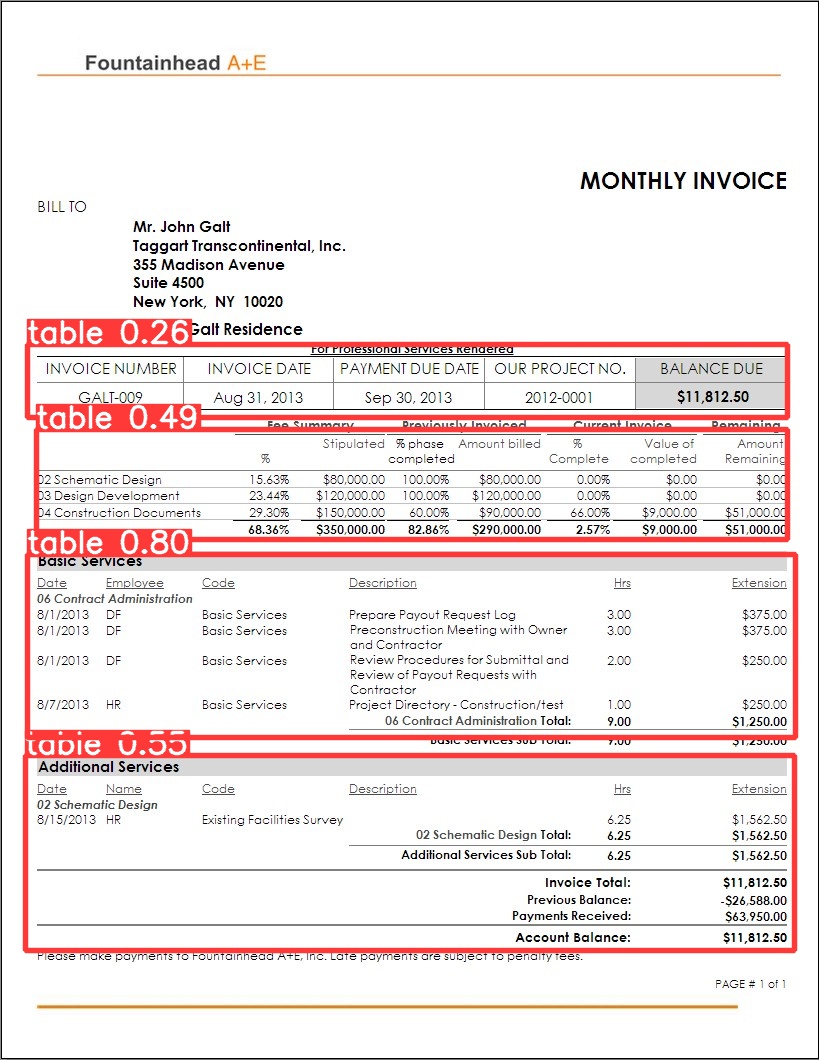 Fountainhead A+E
MONTHLY INVOICE
BILL TO
Mr. John Galt
Taggart Transcontinental, Inc.
355 Madison Avenue
Suite 4500
New York, NY 10020
table 0.26 Galt Residence
For Professional Services Rendered
INVOICE NUMBER INVOICE DATE PAYMENT DUE DATE OUR PROJECT NO. BALANCE DUE
GALT-009 Aug 31, 2013 Sep 30, 2013 2012-0001 $11,812.50
table 0.49
Fee Summary Previously Invoiced Current Invoice Remaining
Stipulated % phase Amount billed % Value of Amount
% completed Complete completed Remaining
02 Schematic Design 15.63% $80,000.00 100.00% $80,000.00 0.00% $0.00 $0.00
03 Design Development 23.44% $120,000.00 100.00% $120,000.00 0.00% $0.00 $0.00
04 Construction Documents 29.30% $150,000.00 60.00% $90,000.00 66.00% $9,000.00 $51,000.00
68.36% $350,000.00 82.86% $290,000.00 2.57% $9,000.00 $51,000.00
table 0.80
Basic Services
Date Employee Code Description Hrs Extension
06 Contract Administration
8/1/2013 DF Basic Services Prepare Payout Request Log 3.00 $375.00
8/1/2013 DF Basic Services Preconstruction Meeting with Owner 3.00 $375.00
and Contractor
8/1/2013 DF Basic Services Review Procedures for Submittal and 2.00 $250.00
Review of Payout Requests with
Contractor
8/7/2013 HR Basic Services Project Directory - Construction/test 1.00 $250.00
06 Contract Administration Total: 9.00 $1,250.00
table 0.55
Basic Services Sub Total: 9.00 $1,250.00
Additional Services
Date Name Code Description Hrs Extension
02 Schematic Design
8/15/2013 HR Existing Facilities Survey 6.25 $1,562.50
02 Schematic Design Total: 6.25 $1,562.50
Additional Services Sub Total: 6.25 $1,562.50
Invoice Total: $11,812.50
Previous Balance: -$26,588.00
Payments Received: $63,950.00
Account Balance: $11,812.50
Please make payments to Fountainhead A+E, Inc. Late payments are subject to penalty fees.
PAGE # 1 of 1